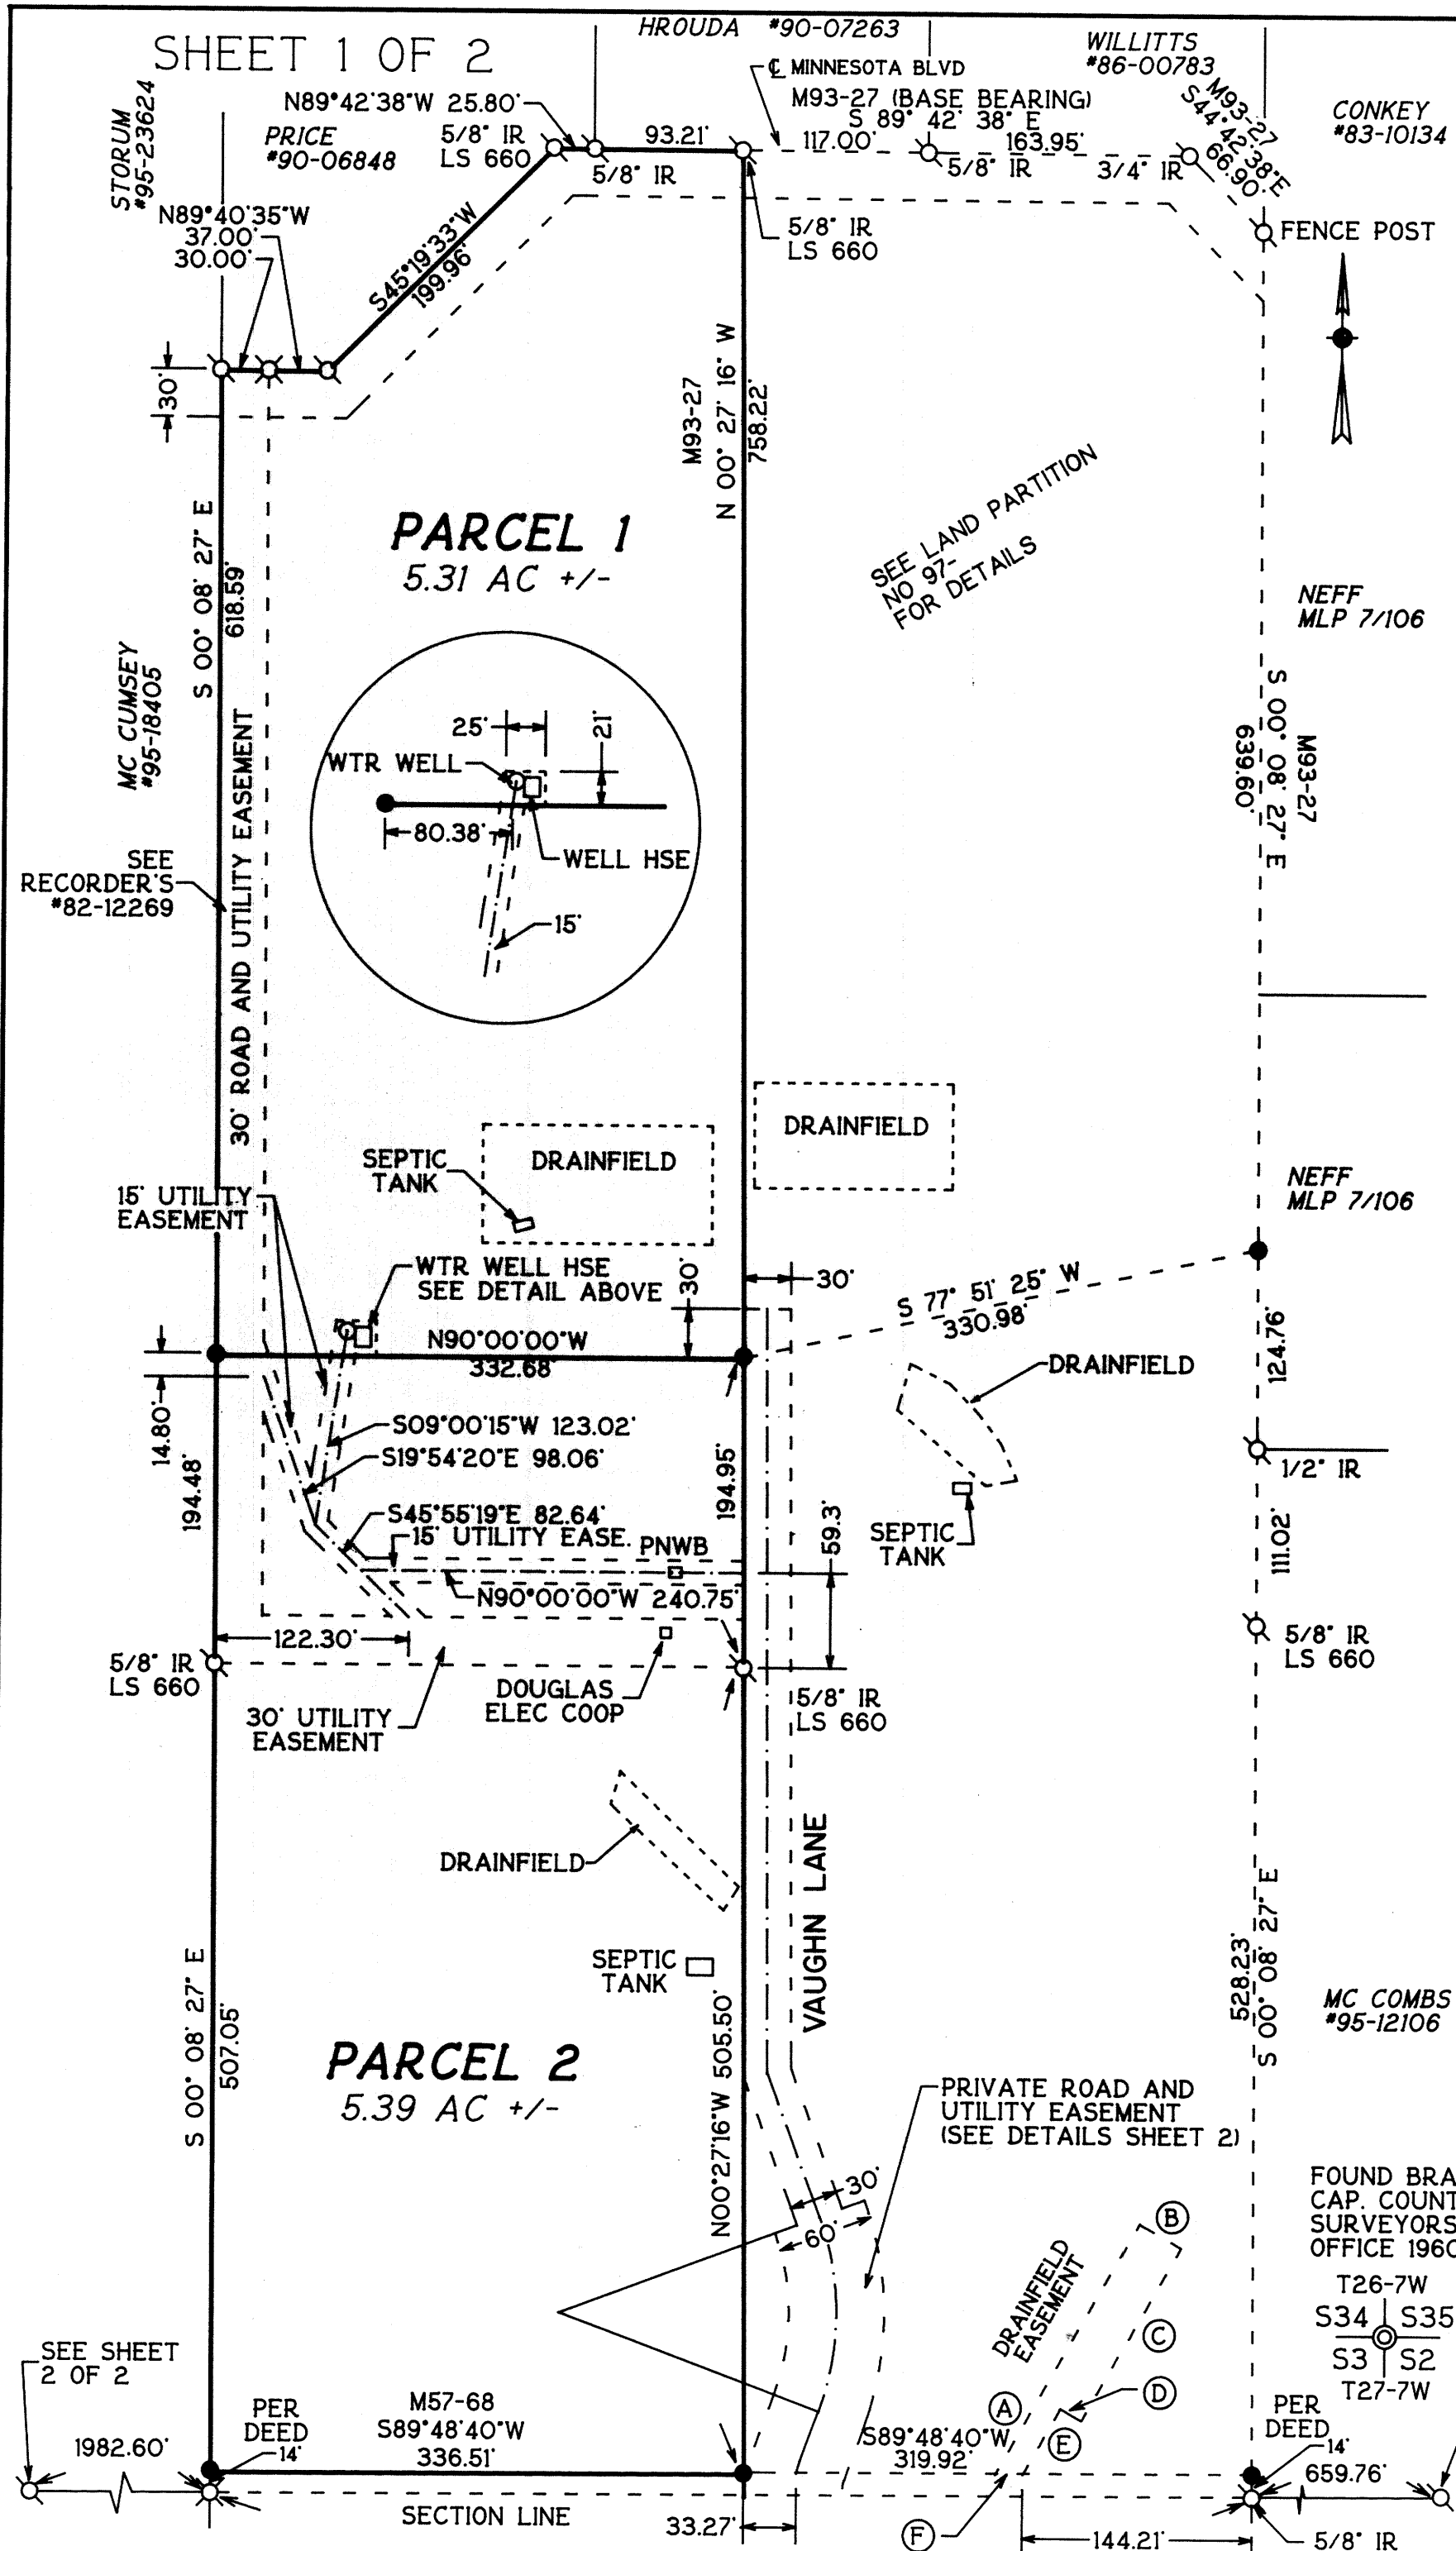 SHEET 1 OF 2
HROUDA #90-07263
WILLITTS
#86-00783
CONKEY
#83-10134
STORUM
#95-23624
PRICE
#90-06848
N89°42'38"W 25.80'
5/8" IR
LS 660
93.21'
5/8" IR
℄ MINNESOTA BLVD
M93-27 (BASE BEARING)
S 89° 42' 38" E
117.00'
163.95'
5/8" IR
3/4" IR
M93-27
S44°42'38"E
66.90'
FENCE POST
5/8" IR
LS 660
N89°40'35"W
37.00'
30.00'
S45°19'33"W
199.96'
30'
M93-27
N 00° 27' 16" W
758.22'
S 00° 08' 27" E
618.59'
PARCEL 1
5.31 AC +/-
SEE LAND PARTITION
NO 97-
FOR DETAILS
NEFF
MLP 7/106
M93-27
S 00° 08' 27" E
639.60'
MC CUMSEY
#95-18405
30' ROAD AND UTILITY EASEMENT
SEE
RECORDER'S
#82-12269
25'
21'
WTR WELL
80.38'
WELL HSE
15'
DRAINFIELD
DRAINFIELD
SEPTIC
TANK
15' UTILITY
EASEMENT
NEFF
MLP 7/106
WTR WELL HSE
SEE DETAIL ABOVE
30'
30'
S 77° 51' 25" W
330.98'
N90°00'00"W
332.68'
124.76'
DRAINFIELD
14.80'
194.48'
S09°00'15"W 123.02'
S19°54'20"E 98.06'
S45°55'19"E 82.64'
15' UTILITY EASE.
PNWB
194.95'
59.3'
SEPTIC
TANK
1/2" IR
111.02'
N90°00'00"W 240.75'
122.30'
5/8" IR
LS 660
5/8" IR
LS 660
DOUGLAS
ELEC COOP
5/8" IR
LS 660
30' UTILITY
EASEMENT
DRAINFIELD
VAUGHN LANE
SEPTIC
TANK
S 00° 08' 27" E
507.05'
N00°27'16"W 505.50'
528.23'
S 00° 08' 27" E
MC COMBS
#95-12106
PARCEL 2
5.39 AC +/-
PRIVATE ROAD AND
UTILITY EASEMENT
(SEE DETAILS SHEET 2)
30'
60'
DRAINFIELD
EASEMENT
B
C
D
A
E
F
FOUND BRA
CAP. COUNT
SURVEYORS
OFFICE 1960
T26-7W
S34 S35
S3 S2
T27-7W
SEE SHEET
2 OF 2
1982.60'
PER
DEED
14'
M57-68
S89°48'40"W
336.51'
S89°48'40"W
319.92'
PER
DEED
14'
659.76'
SECTION LINE
33.27'
144.21'
5/8" IR